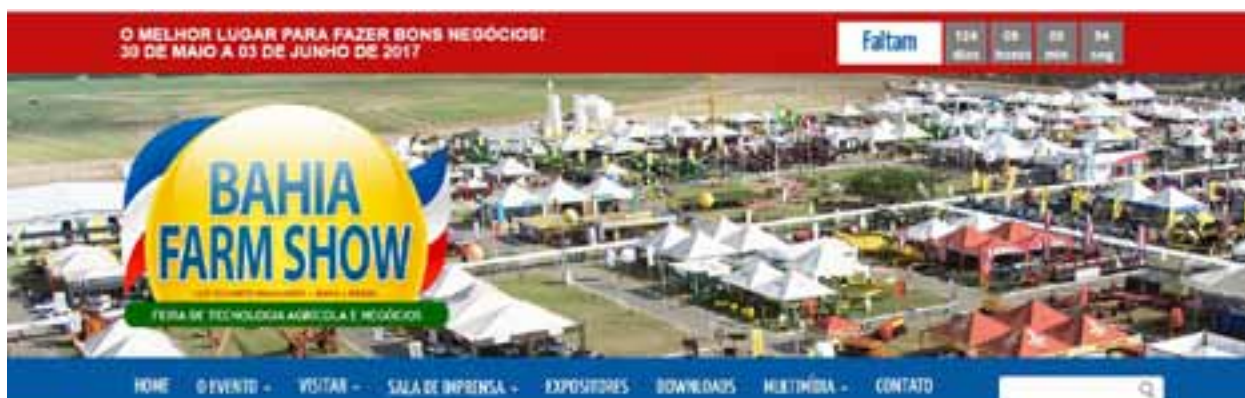 O MELHOR LUGAR PARA FAZER BONS NEGÓCIOS!
30 DE MAIO A 03 DE JUNHO DE 2017
Faltam
dias horas min seg
BAHIA
FARM SHOW
FEIRA DE TECNOLOGIA AGRÍCOLA E NEGÓCIOS
HOME O EVENTO VISITAR SALA DE IMPRENSA EXPOSITORES DOWNLOADS MULTIMÍDIA CONTATO